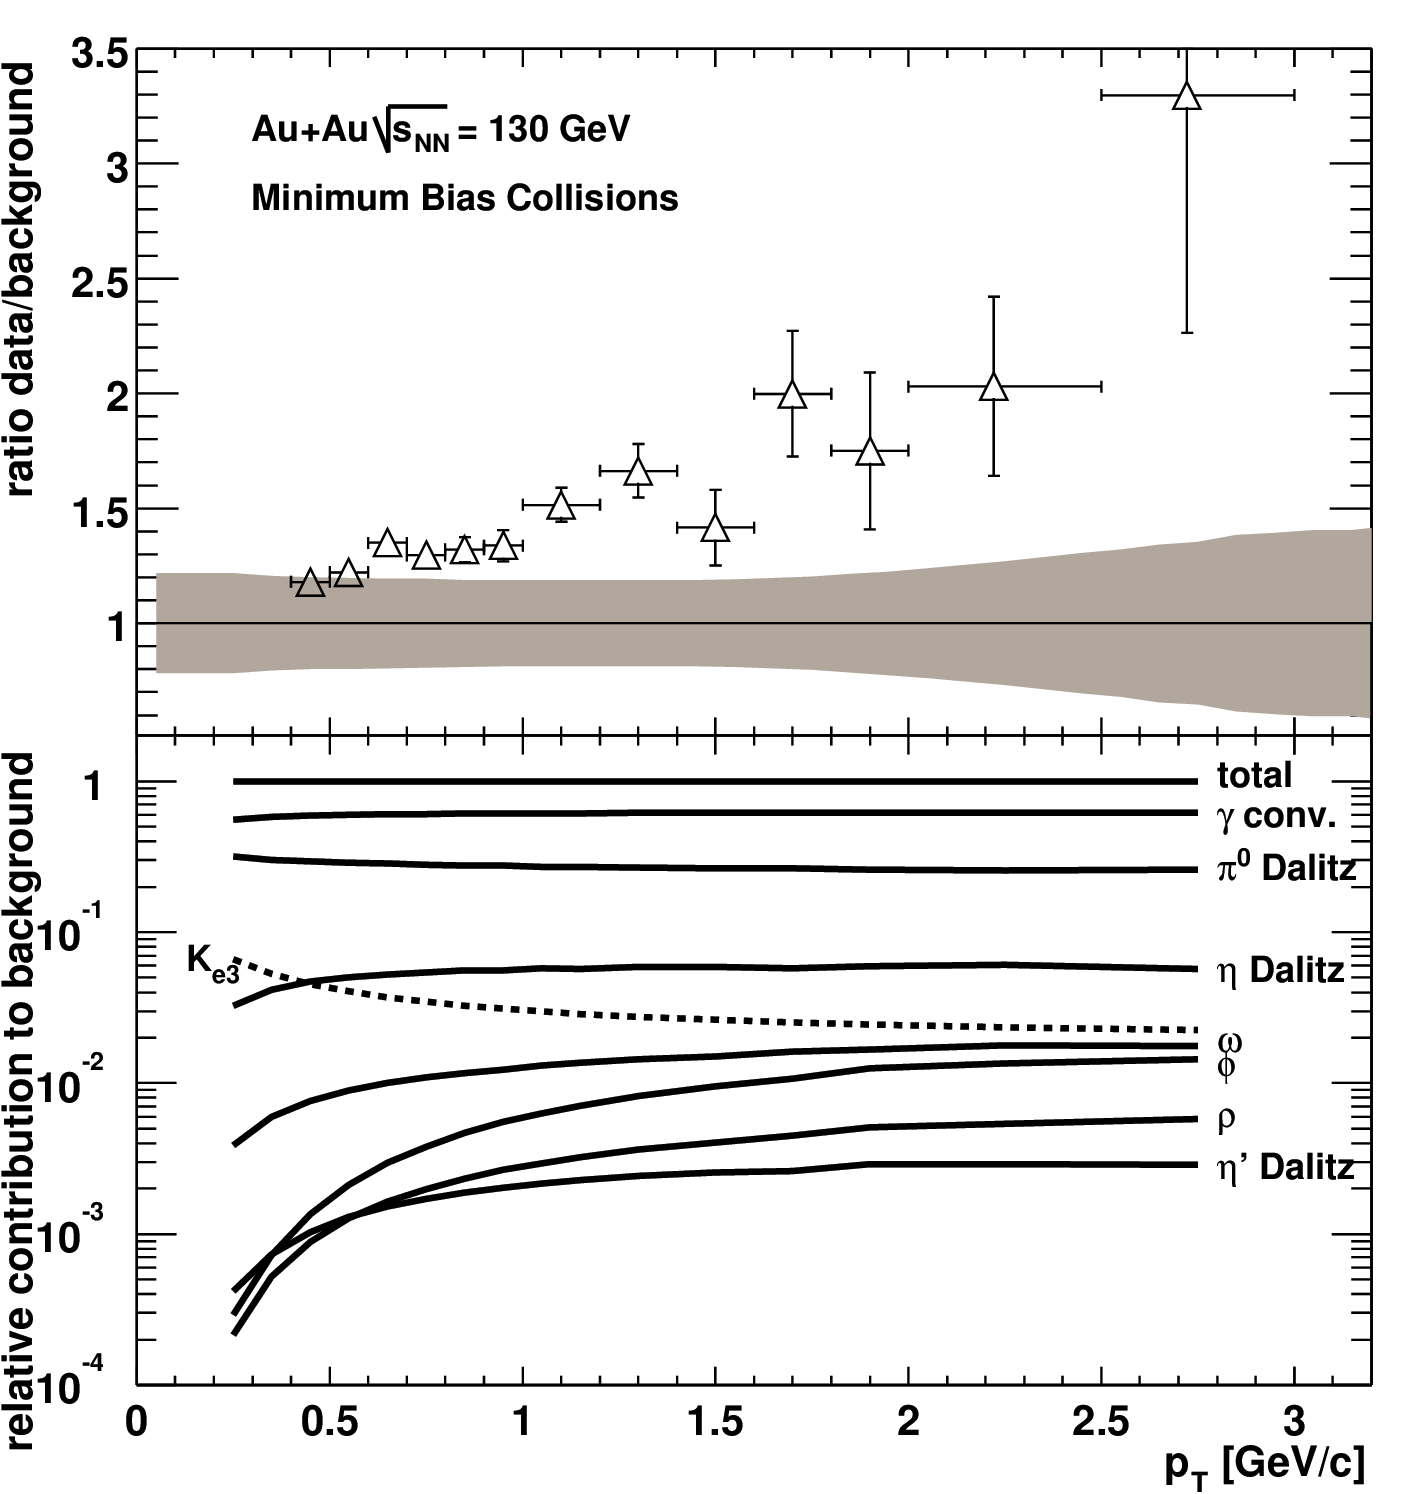 ratio data/background
3.5
3
2.5
2
1.5
1
Au+Au√sNN = 130 GeV
Minimum Bias Collisions
relative contribution to background
1
10-1
10-2
10-3
10-4
total
γ conv.
π0 Dalitz
Ke3
η Dalitz
ω
ϕ
ρ
η’ Dalitz
0 0.5 1 1.5 2 2.5 3
pT [GeV/c]